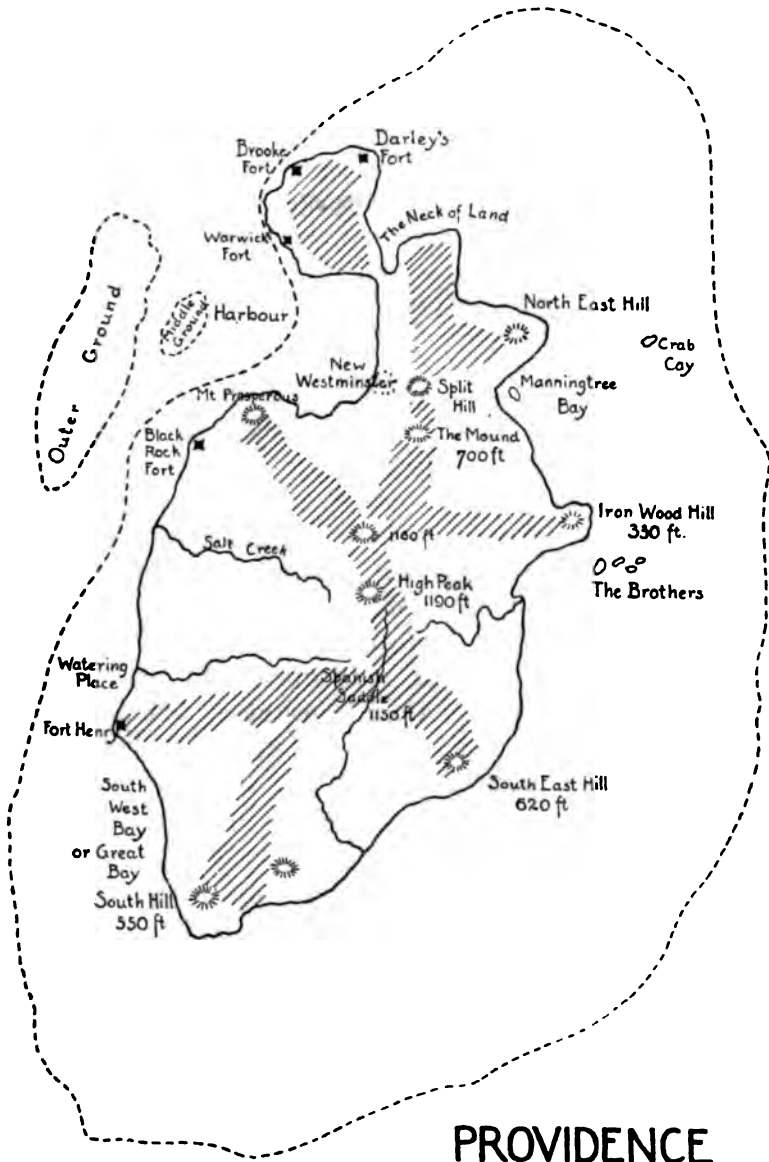 Brooke
Fort
Darley's
Fort
The Neck of Land
Warwick
Fort
Outer Ground
Middle
Ground
Harbour
North East Hill
Crab
Cay
New
Westminster
Split
Hill
Manningtree
Bay
Mt Prosperous
Black
Rock
Fort
The Mound
700 ft
Iron Wood Hill
330 ft.
1160 ft
Salt Creek
High Peak
1190 ft
The Brothers
Watering
Place
Spanish
Saddle
1130 ft
Fort Henry
South
West
Bay
or Great
Bay
South East Hill
620 ft
South Hill
550 ft
PROVIDENCE